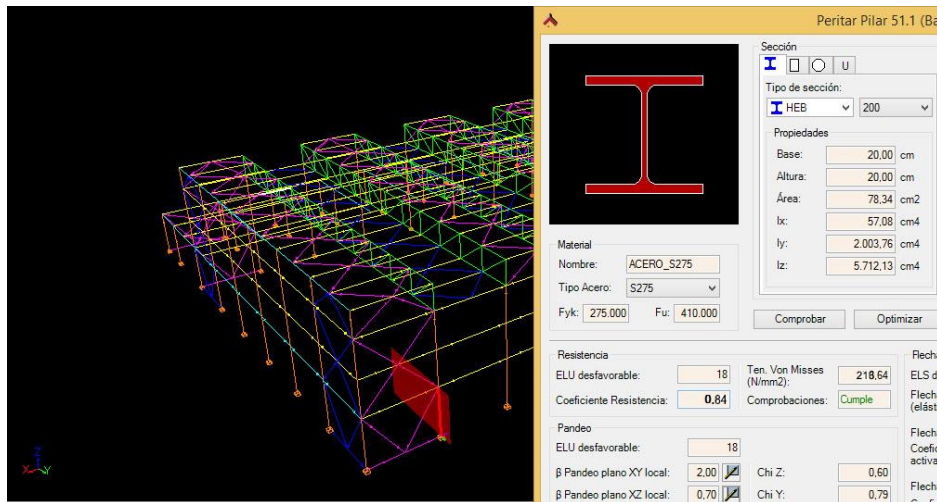 Peritar Pilar 51.1 (Ba
Sección
U
Tipo de sección:
HEB 200
Propiedades
Base: 20,00 cm
Altura: 20,00 cm
Área: 78,34 cm2
Ix: 57,08 cm4
Iy: 2.003,76 cm4
Iz: 5.712,13 cm4
Material
Nombre: ACERO_S275
Tipo Acero: S275
Fyk: 275.000 Fu: 410.000
Comprobar Optimizar
Resistencia
ELU desfavorable: 18 Ten. Von Misses (N/mm2): 218,64
Coeficiente Resistencia: 0.84 Comprobaciones: Cumple
Pandeo
ELU desfavorable: 18
β Pandeo plano XY local: 2,00 Chi Z: 0,60
β Pandeo plano XZ local: 0,70 Chi Y: 0,79
Flecha
ELS d
Flech
(elást
Flech
Coefic
activa
Flech
Z
X Y